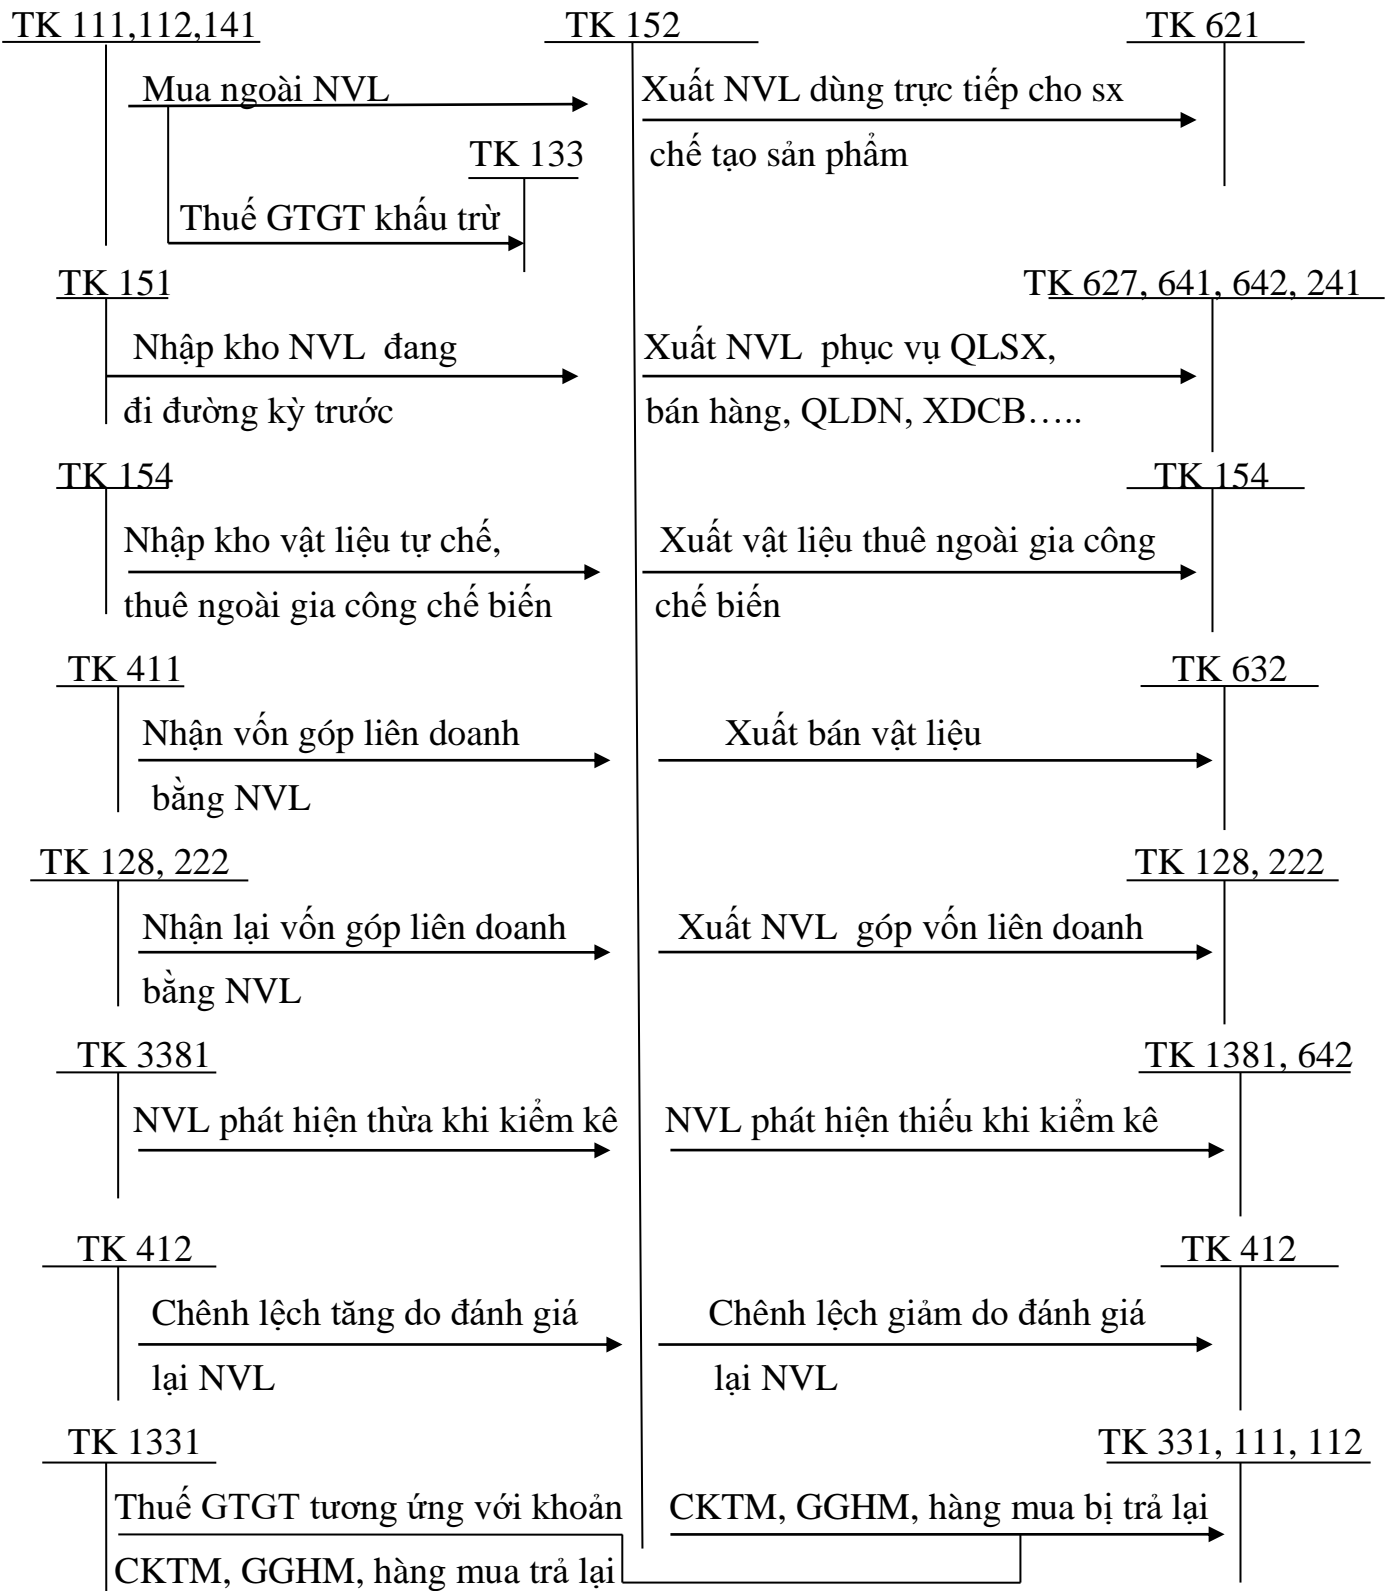 TK 111,112,141 TK 152 TK 621
Mua ngoài NVL Xuất NVL dùng trực tiếp cho sx
TK 133 chế tạo sản phẩm
Thuế GTGT khấu trừ
TK 151 TK 627, 641, 642, 241
Nhập kho NVL đang Xuất NVL phục vụ QLSX,
đi đường kỳ trước bán hàng, QLDN, XDCB…..
TK 154 TK 154
Nhập kho vật liệu tự chế, Xuất vật liệu thuê ngoài gia công
thuê ngoài gia công chế biến chế biến
TK 411 TK 632
Nhận vốn góp liên doanh Xuất bán vật liệu
bằng NVL
TK 128, 222 TK 128, 222
Nhận lại vốn góp liên doanh Xuất NVL góp vốn liên doanh
bằng NVL
TK 3381 TK 1381, 642
NVL phát hiện thừa khi kiểm kê NVL phát hiện thiếu khi kiểm kê
TK 412 TK 412
Chênh lệch tăng do đánh giá Chênh lệch giảm do đánh giá
lại NVL lại NVL
TK 1331 TK 331, 111, 112
Thuế GTGT tương ứng với khoản CKTM, GGHM, hàng mua bị trả lại
CKTM, GGHM, hàng mua trả lại